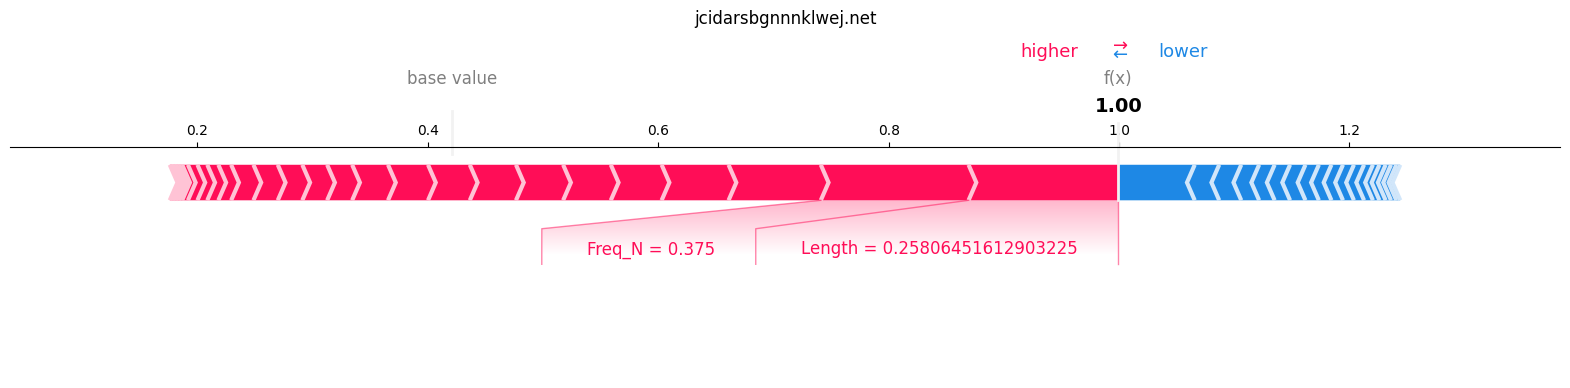 jcidarsbgnnnklwej.net
higher ⇄ lower
base value f(x)
1.00
0.2 0.4 0.6 0.8 1 0 1.2
Freq_N = 0.375 Length = 0.25806451612903225